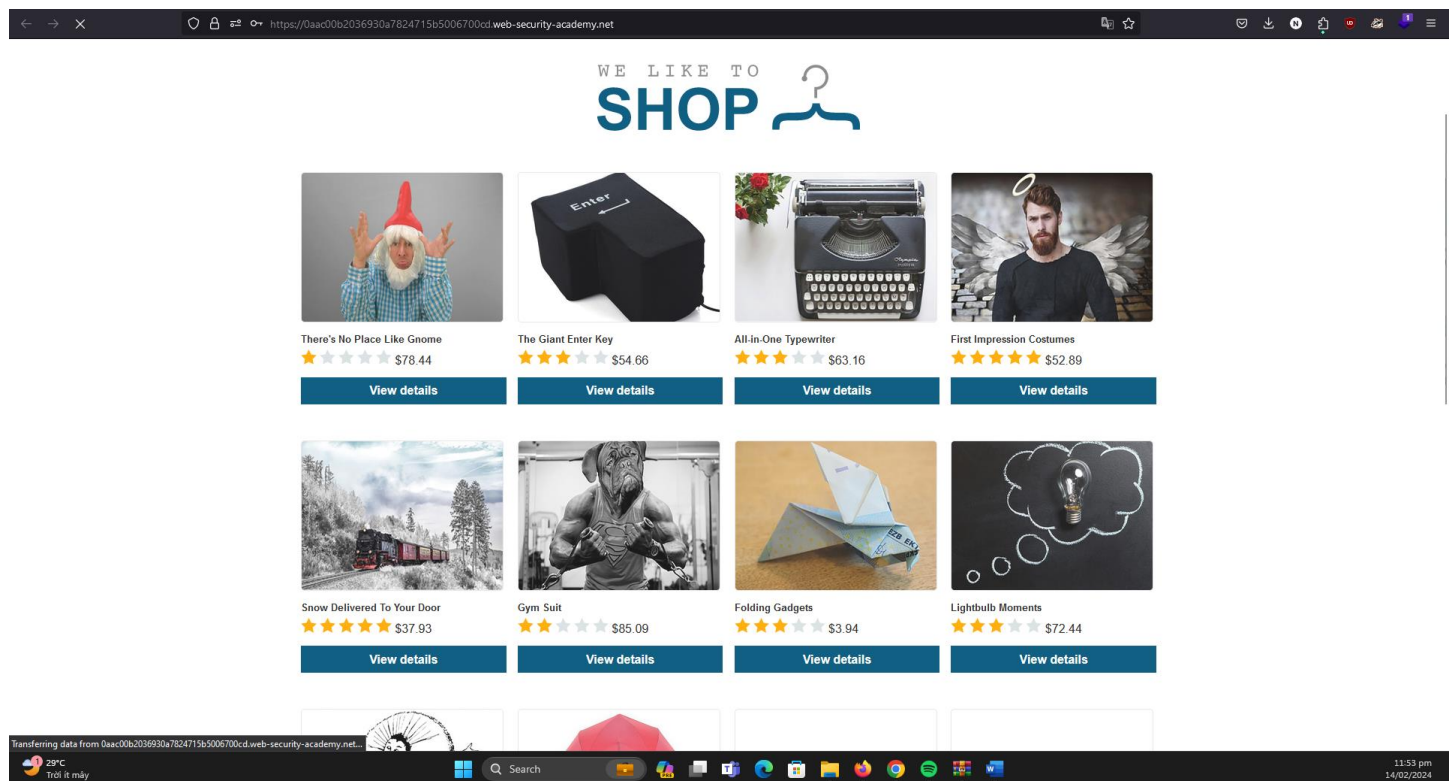 https://0aac00b2036930a7824715b5006700cd.web-security-academy.net
WE LIKE TO
SHOP
Enter
There's No Place Like Gnome
The Giant Enter Key
All-in-One Typewriter
First Impression Costumes
$78.44
$54.66
$63.16
$52.89
View details
View details
View details
View details
EZB EK
Snow Delivered To Your Door
Gym Suit
Folding Gadgets
Lightbulb Moments
$37.93
$85.09
$3.94
$72.44
View details
View details
View details
View details
Transferring data from 0aac00b2036930a7824715b5006700cd.web-security-academy.net...
29°C
Trời ít mây
Search
11:53 pm
14/02/2024